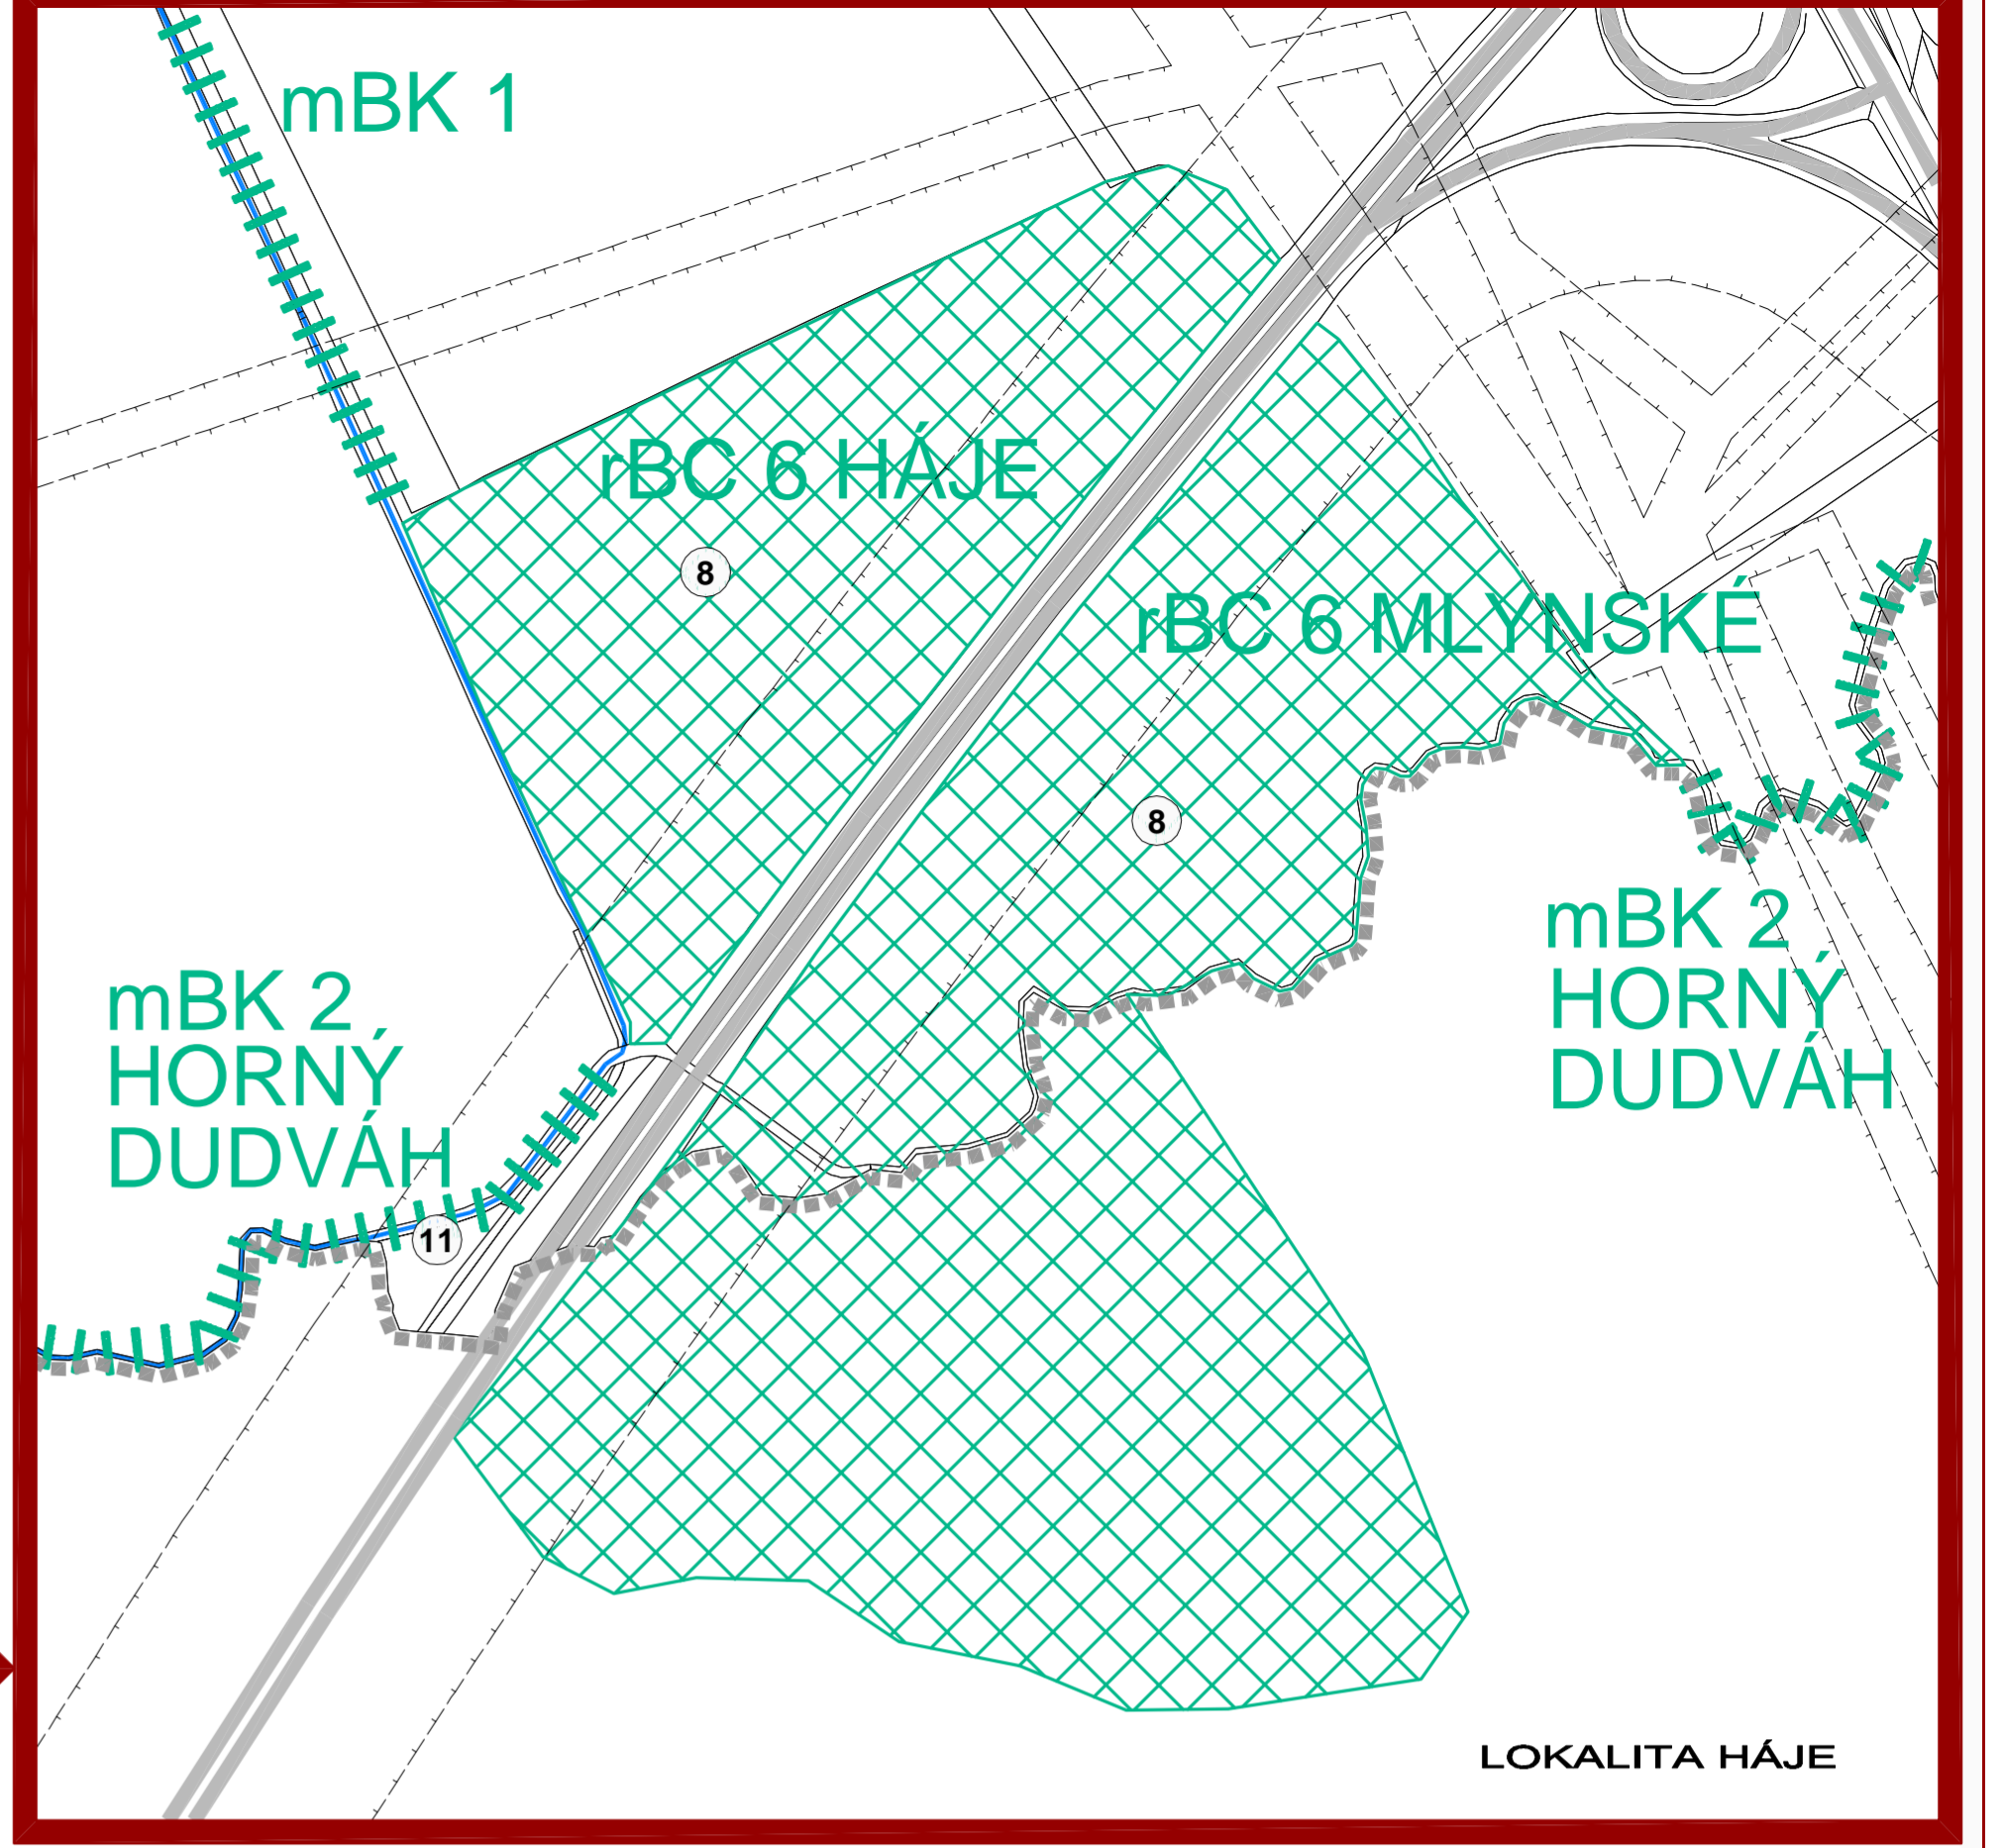 mBK 1
rBC 6 HÁJE
8
rBC 6 MLYNSKÉ
8
mBK 2
HORNÝ
DUDVÁH
mBK 2
HORNÝ
DUDVÁH
11
LOKALITA HÁJE